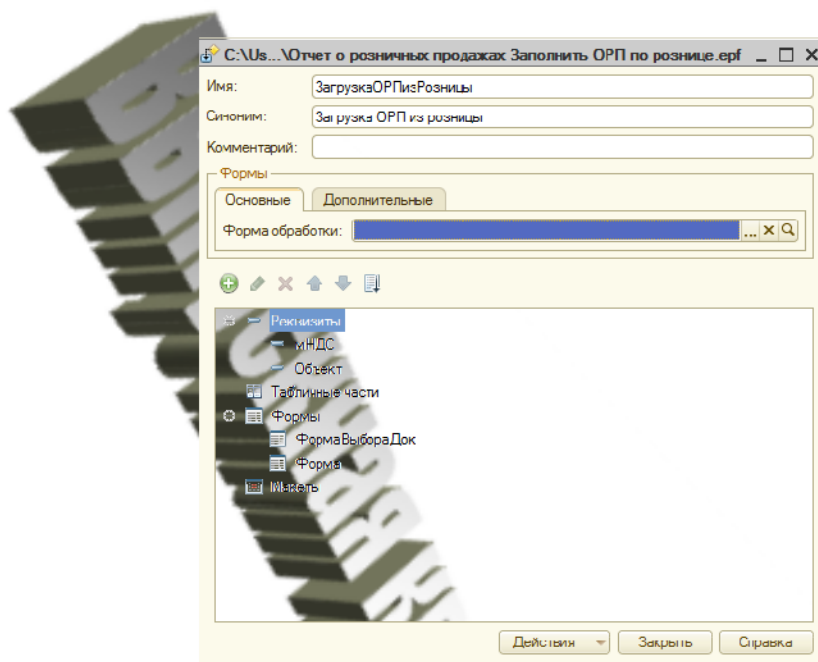 C:\Us...\Отчет о розничных продажах Заполнить ОРП по рознице.epf
Имя: ЗагрузкаОРПизРозницы
Синоним: Загрузка ОРП из розницы
Комментарий:
Формы
Основные Дополнительные
Форма обработки: ...
Реквизиты
мНДС
Объект
Табличные части
Формы
ФормаВыбораДок
Форма
Макеты
Действия Закрыть Справка